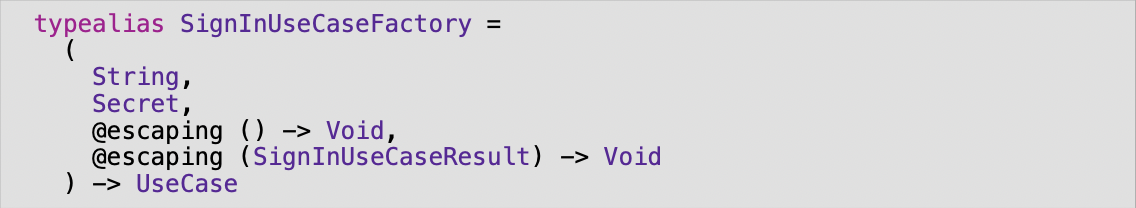 typealias SignInUseCaseFactory =
  (
    String,
    Secret,
    @escaping () -> Void,
    @escaping (SignInUseCaseResult) -> Void
  ) -> UseCase